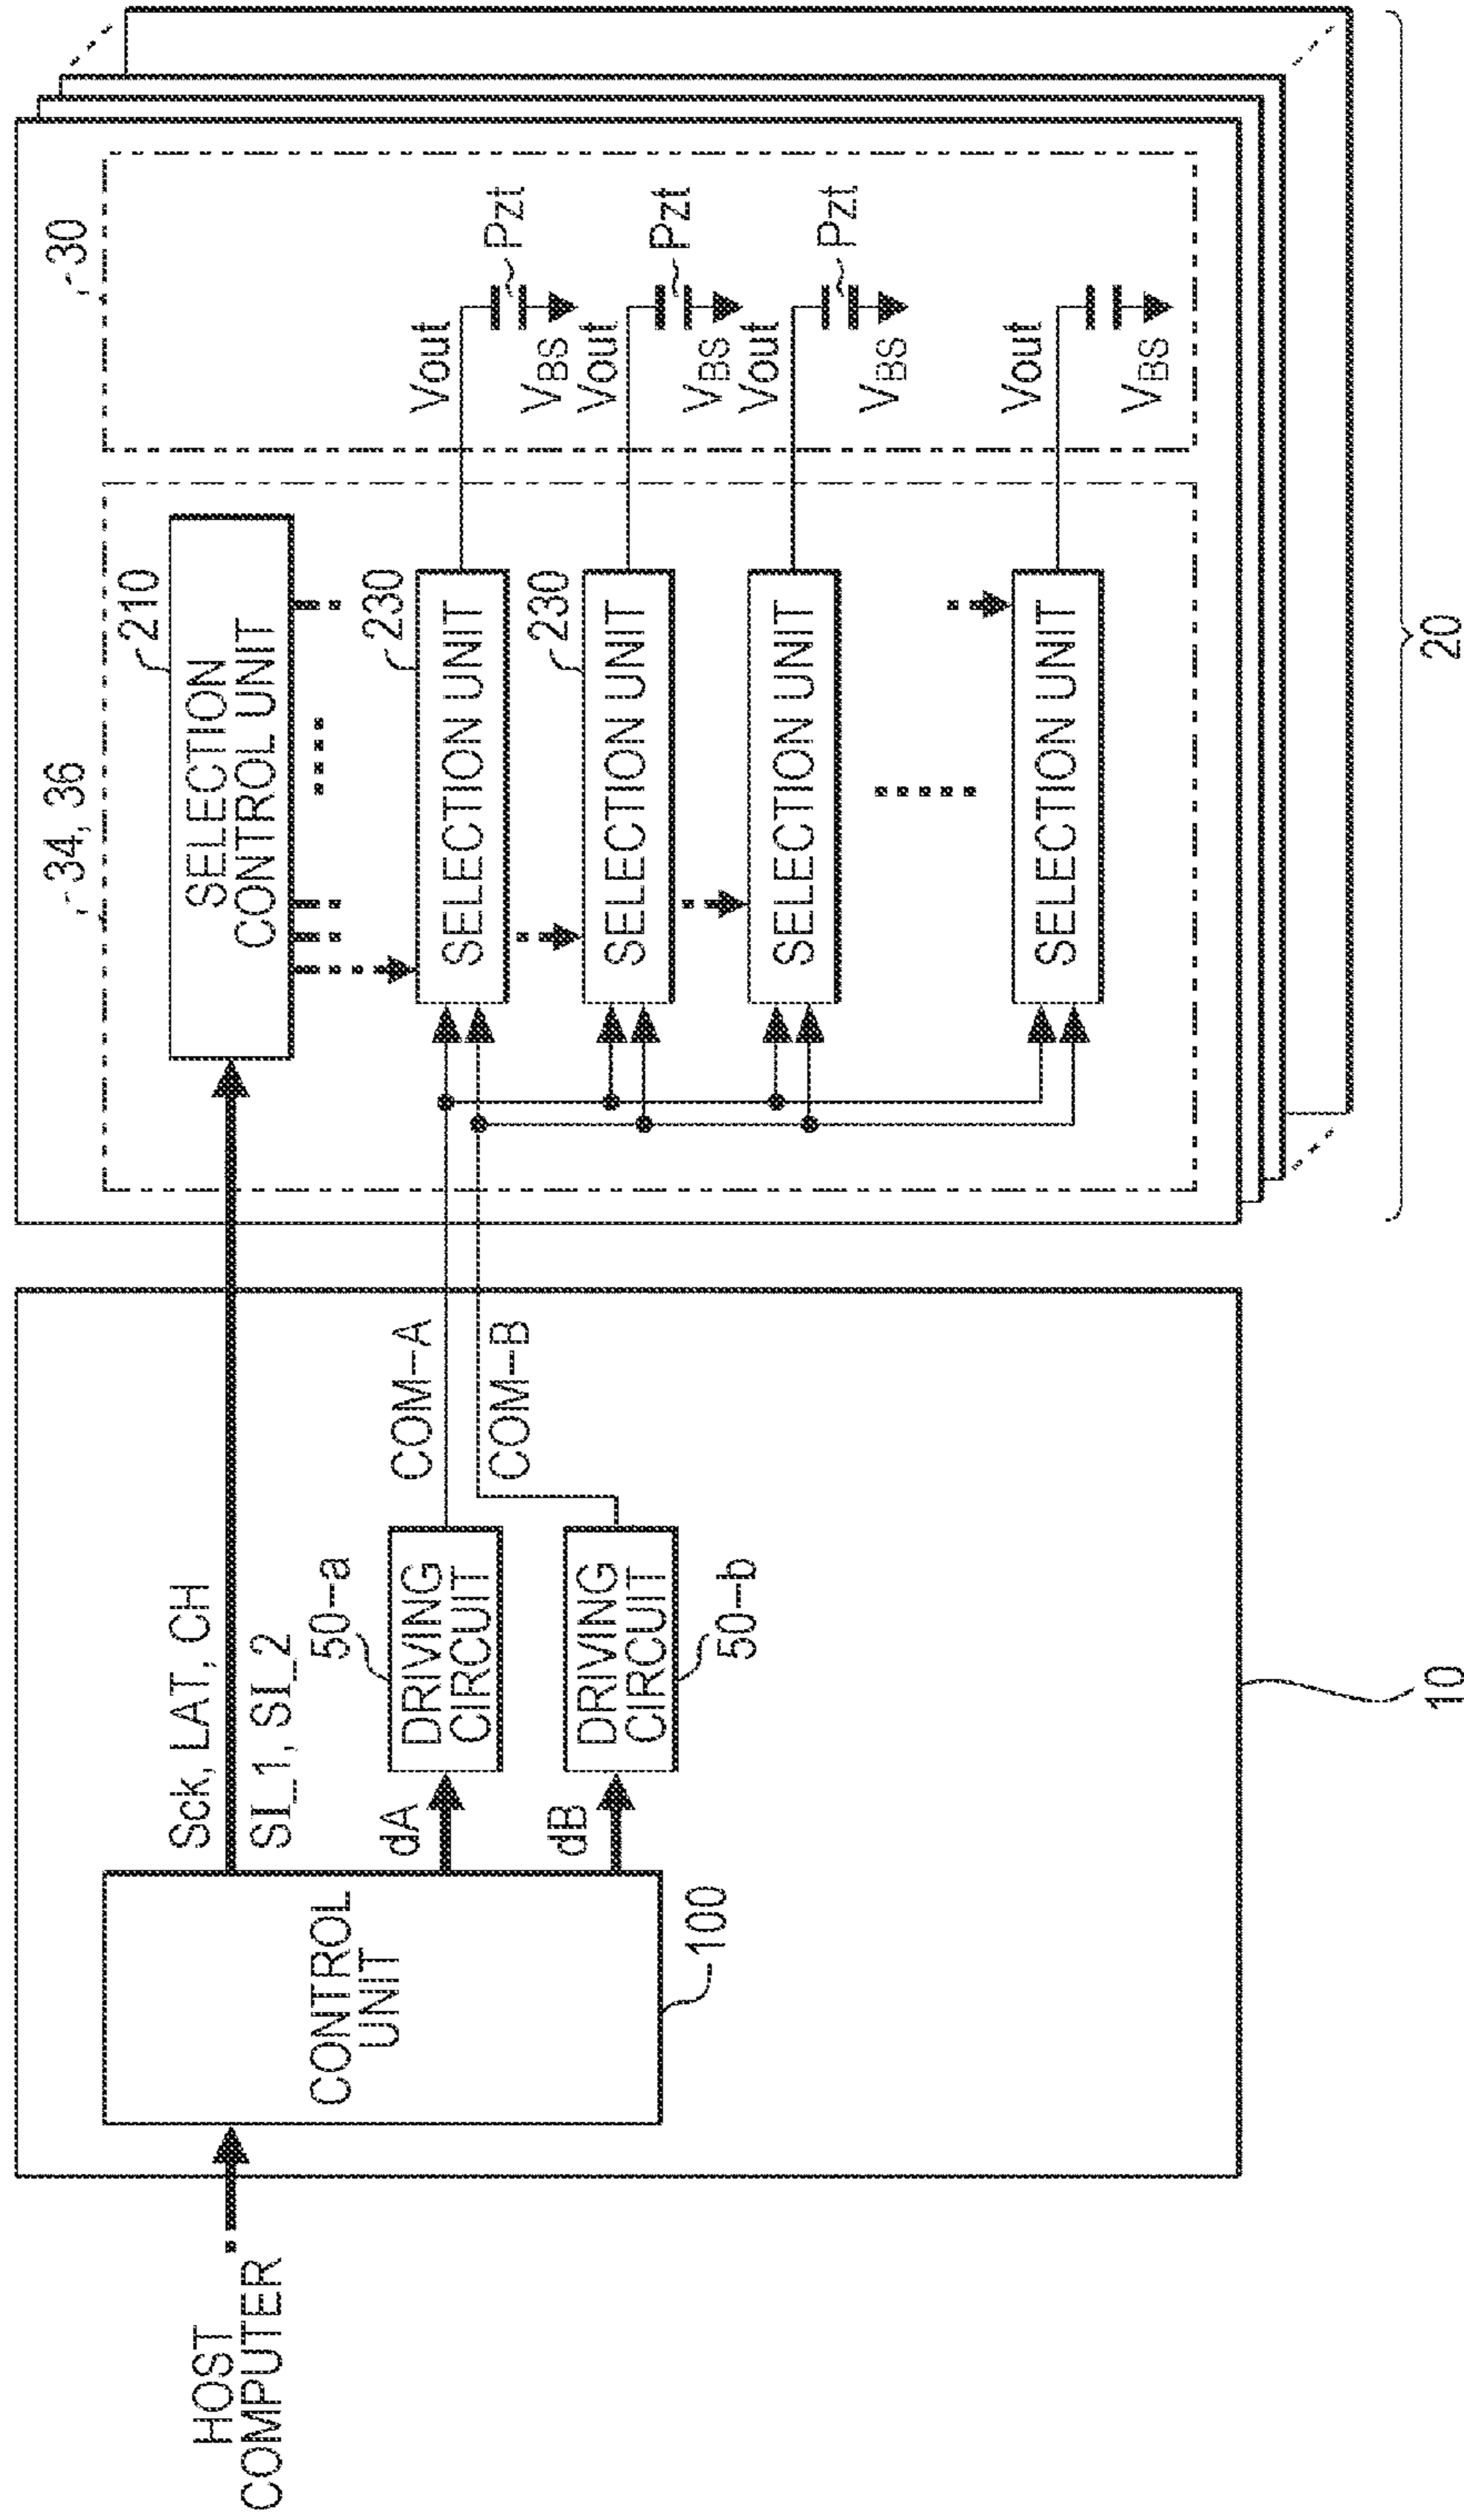 HOST
COMPUTER
CONTROL
UNIT
100
Sck, LAT, CH
SI_1, SI_2
dA
dB
50-a
DRIVING
CIRCUIT
DRIVING
CIRCUIT
50-b
COM-A
COM-B
10
34, 36
210
SELECTION
CONTROL UNIT
230
SELECTION UNIT
230
SELECTION UNIT
SELECTION UNIT
SELECTION UNIT
30
Vout
Pzt
VBS
Vout
Pzt
VBS
Vout
Pzt
VBS
Vout
VBS
20